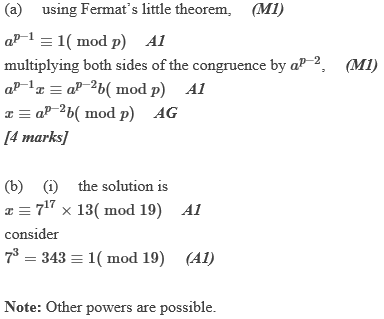 (a) using Fermat's little theorem, (M1)
a^{p−1} ≡ 1( mod p) A1
multiplying both sides of the congruence by a^{p−2}, (M1)
a^{p−1}x ≡ a^{p−2}b( mod p) A1
x ≡ a^{p−2}b( mod p) AG
[4 marks]
(b) (i) the solution is
x ≡ 7^{17} × 13( mod 19) A1
consider
7^3 = 343 ≡ 1( mod 19) (A1)
Note: Other powers are possible.